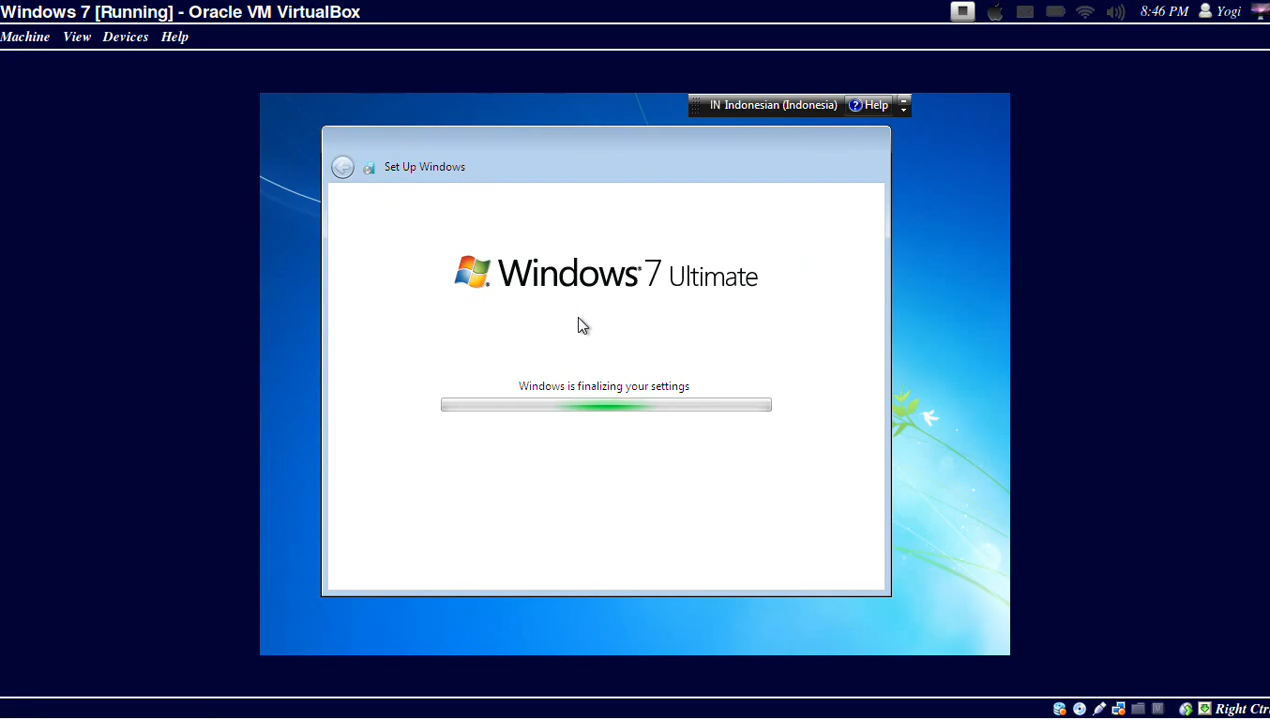 Windows 7 [Running] - Oracle VM VirtualBox
8:46 PM Yogi
Machine View Devices Help
IN Indonesian (Indonesia) ? Help
Set Up Windows
Windows® 7 Ultimate
Windows is finalizing your settings
Right Ctr